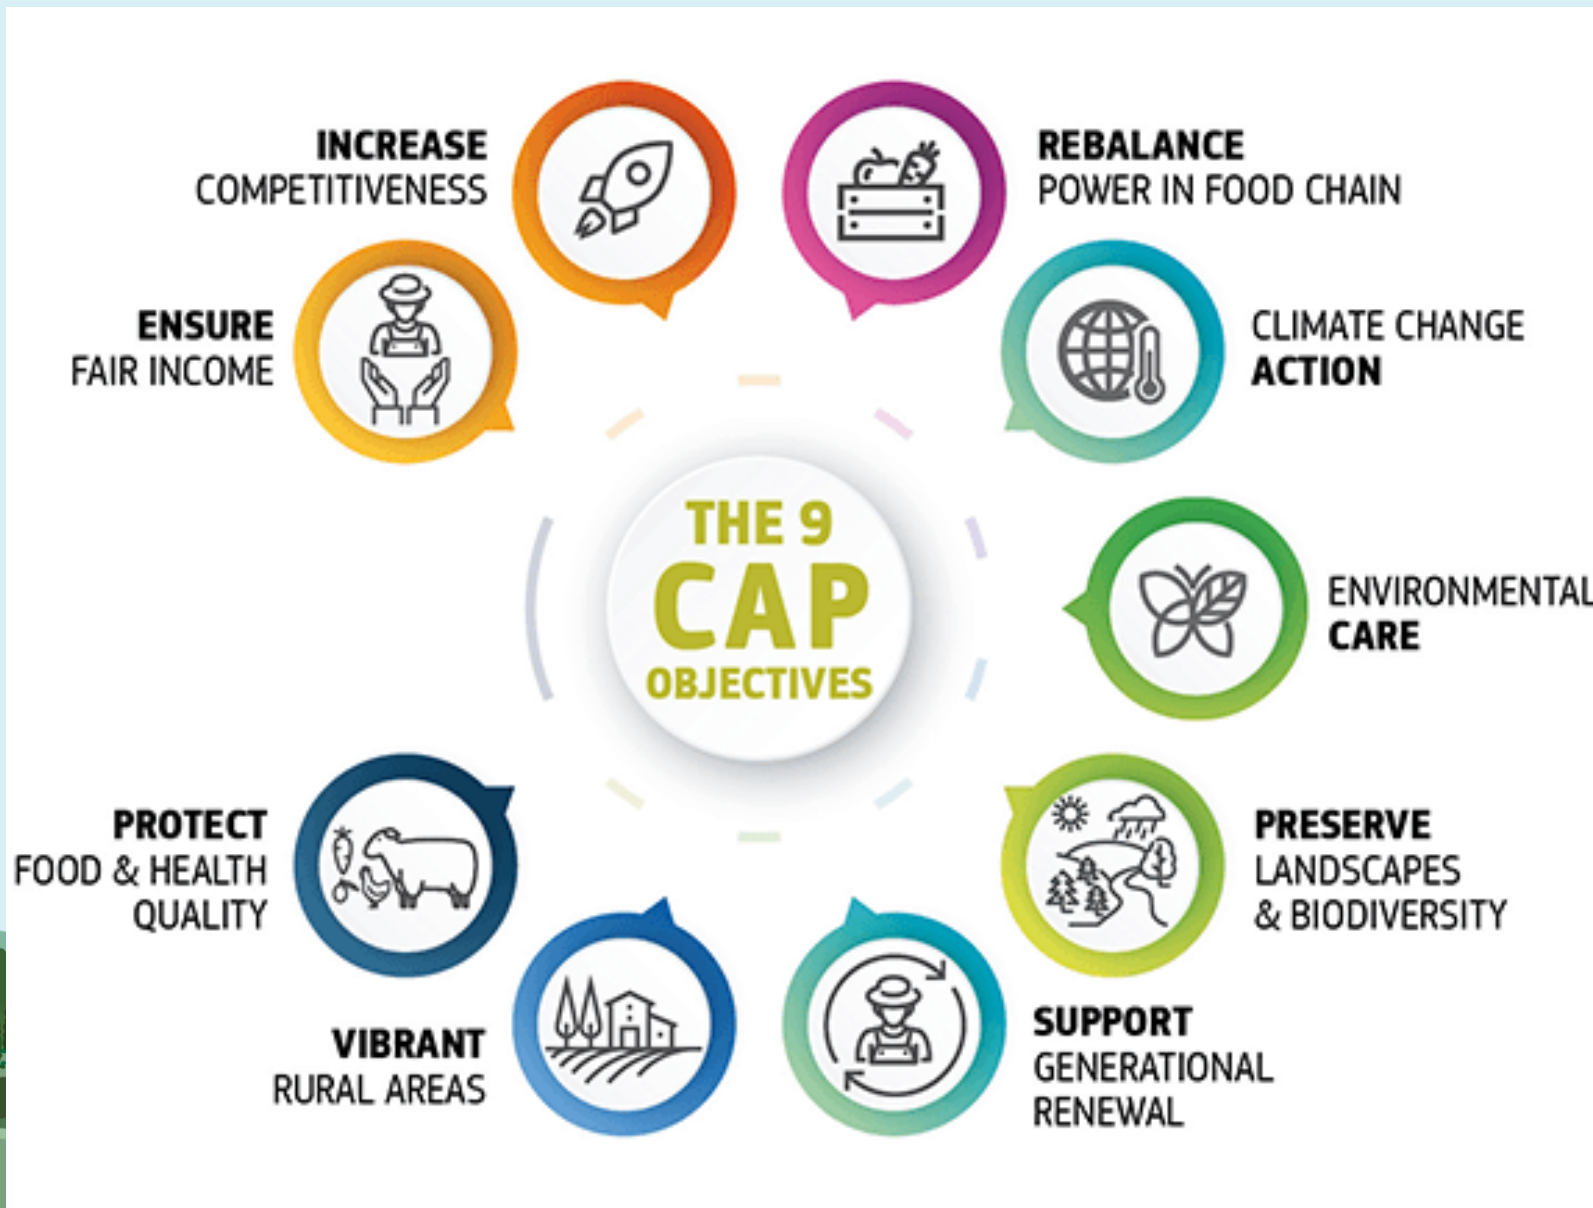 INCREASE
COMPETITIVENESS
REBALANCE
POWER IN FOOD CHAIN
ENSURE
FAIR INCOME
CLIMATE CHANGE
ACTION
THE 9
CAP
OBJECTIVES
ENVIRONMENTAL
CARE
PROTECT
FOOD & HEALTH
QUALITY
PRESERVE
LANDSCAPES
& BIODIVERSITY
VIBRANT
RURAL AREAS
SUPPORT
GENERATIONAL
RENEWAL